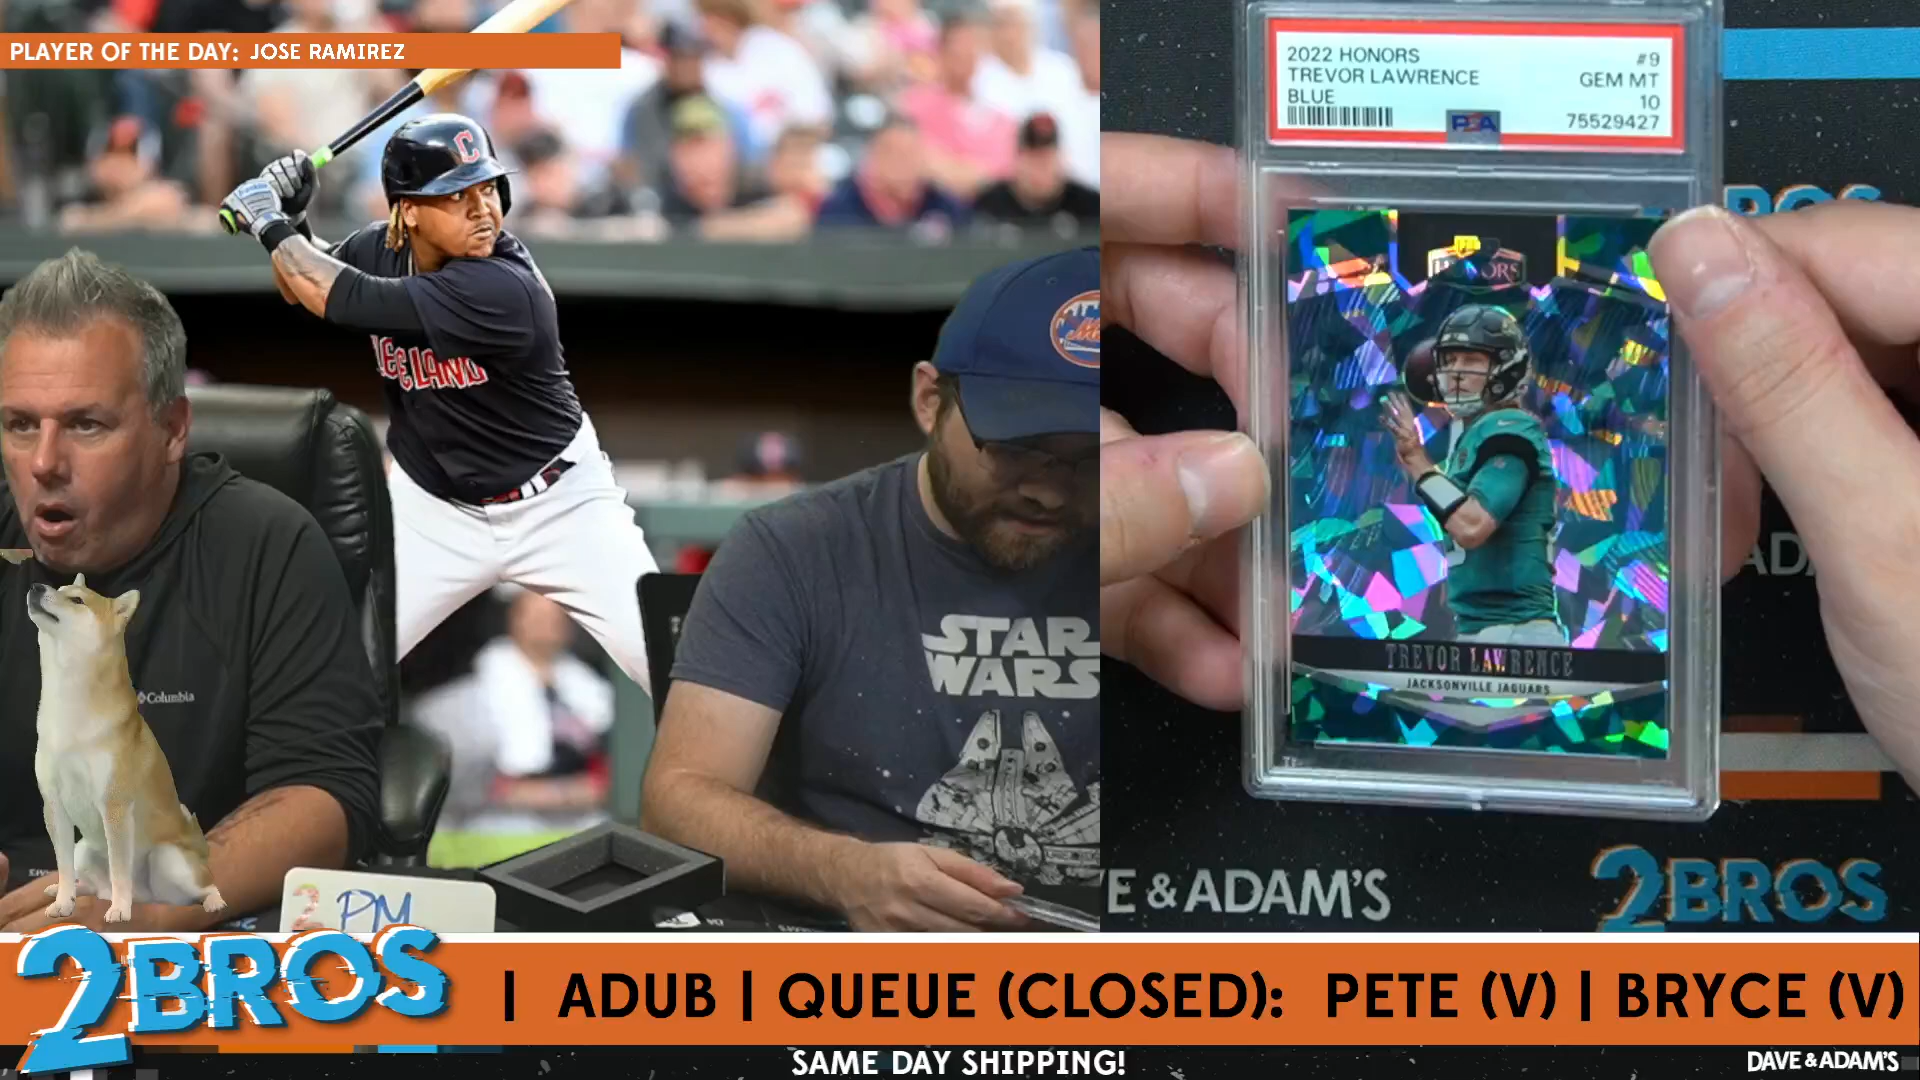 PLAYER OF THE DAY: JOSE RAMIREZ
2022 HONORS
#9
TREVOR LAWRENCE
GEM MT
BLUE
10
PSA
75529427
HONORS
C
CLEVELAND
TREVOR LAWRENCE
JACKSONVILLE JAGUARS
Columbia
STAR
WARS
2 PM
E & ADAM'S
2BROS
2BROS
| ADUB | QUEUE (CLOSED): PETE (V) | BRYCE (V)
SAME DAY SHIPPING!
DAVE & ADAM'S